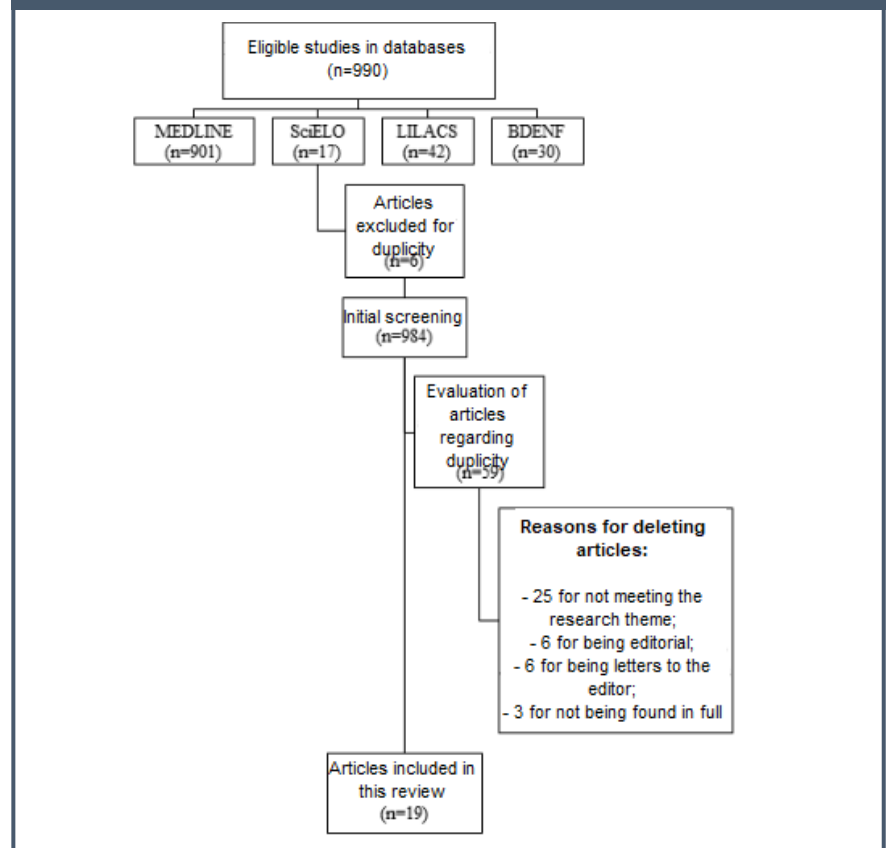 Eligible studies in databases
(n=990)
MEDLINE
(n=901)
SciELO
(n=17)
LILACS
(n=42)
BDENF
(n=30)
Articles
excluded for
duplicity
(n=6)
Initial screening
(n=984)
Evaluation of
articles
regarding
duplicity
(n=59)
Reasons for deleting
articles:
- 25 for not meeting the
research theme;
- 6 for being editorial;
- 6 for being letters to the
editor;
- 3 for not being found in full
Articles included in
this review
(n=19)